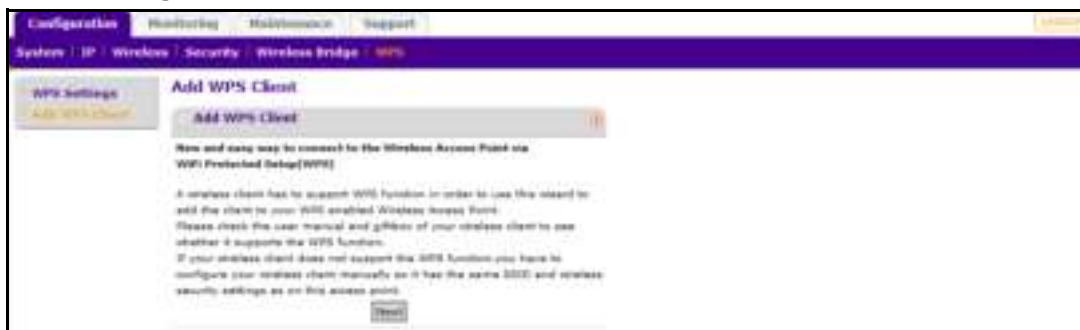 Configuration Monitoring Maintenance Support
System IP Wireless Security Wireless Bridge WPS
WPS Settings
Add WPS Client
Add WPS Client
Add WPS Client
New and easy way to connect to the Wireless Access Point via
WiFi Protected Setup(WPS)
A wireless client has to support WPS function in order to use this wizard to
add the client to your WPS enabled Wireless Access Point.
Please check the user manual and giftbox of your wireless client to see
whether it supports the WPS function.
If your wireless client does not support the WPS function you have to
configure your wireless client manually so it has the same SSID and wireless
security settings as on this access point.
Next